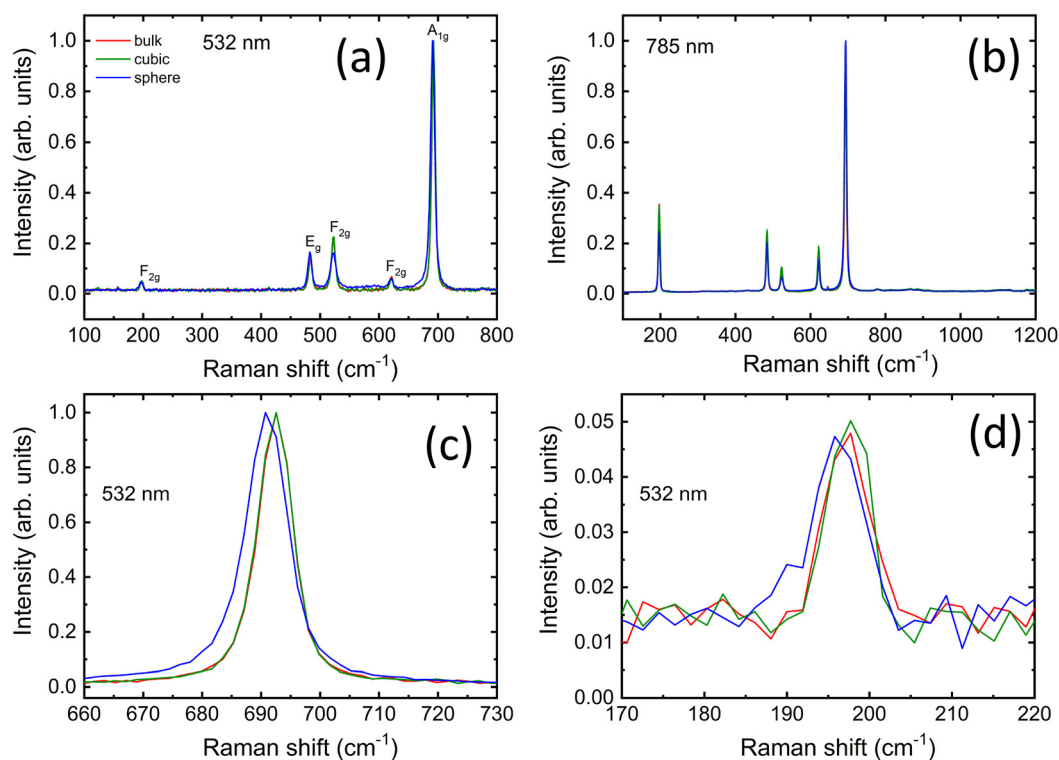 (a)
532 nm
bulk
cubic
sphere
F2g
Eg
F2g
F2g
A1g
1.0
0.8
0.6
0.4
0.2
0.0
Intensity (arb. units)
100 200 300 400 500 600 700 800
Raman shift (cm⁻¹)
(b)
785 nm
1.0
0.8
0.6
0.4
0.2
0.0
Intensity (arb. units)
200 400 600 800 1000 1200
Raman shift (cm⁻¹)
(c)
532 nm
1.0
0.8
0.6
0.4
0.2
0.0
Intensity (arb. units)
660 670 680 690 700 710 720 730
Raman shift (cm⁻¹)
(d)
532 nm
0.05
0.04
0.03
0.02
0.01
0.00
Intensity (arb. units)
170 180 190 200 210 220
Raman shift (cm⁻¹)